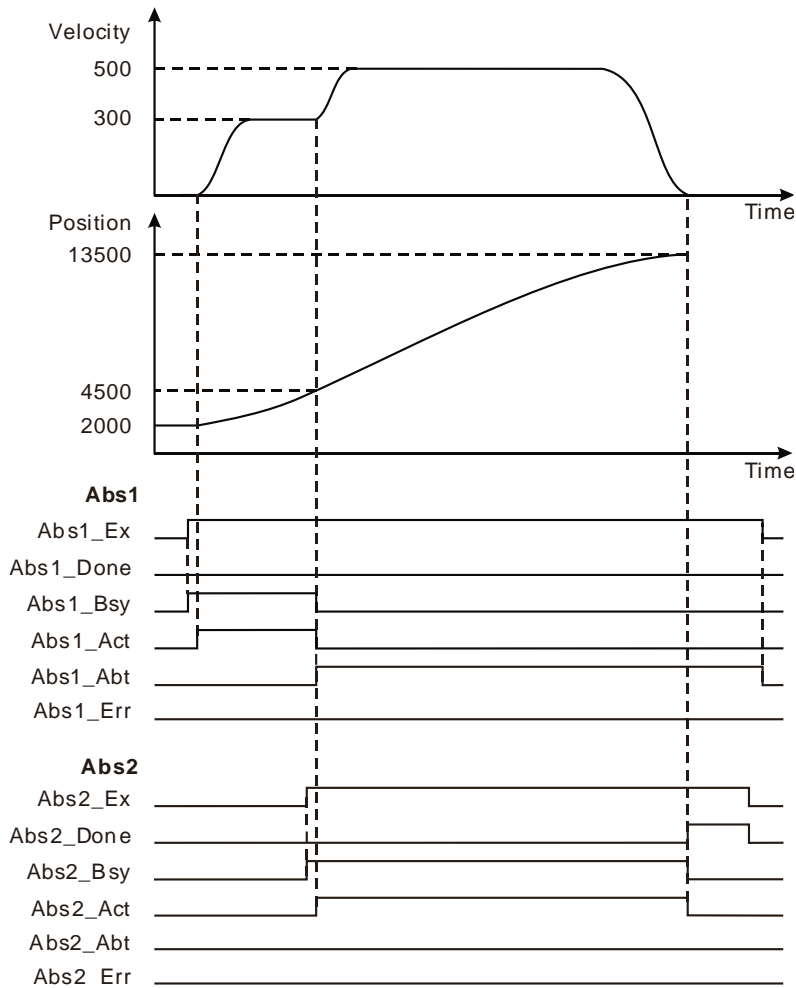 Velocity
500
300
Time
Position
13500
4500
2000
Time
Abs1
Abs1_Ex
Abs1_Done
Abs1_Bsy
Abs1_Act
Abs1_Abt
Abs1_Err
Abs2
Abs2_Ex
Abs2_Done
Abs2_Bsy
Abs2_Act
Abs2_Abt
Abs2 Err